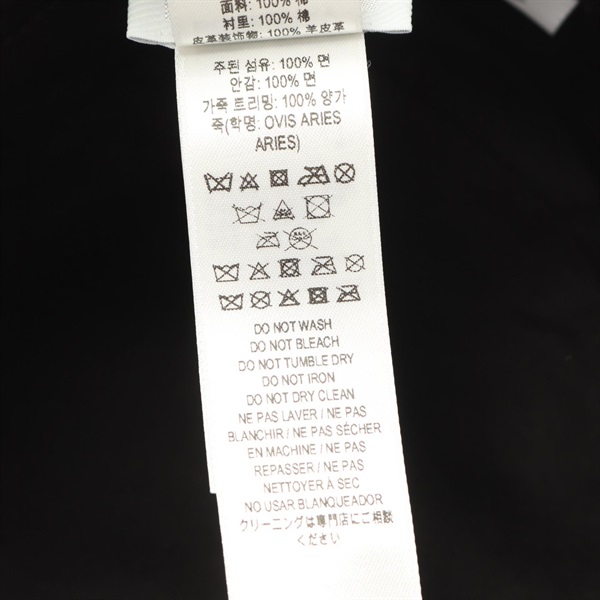 面料: 100% 棉
衬里: 100% 棉
皮革装饰物: 100% 羊皮革
주된 섬유: 100% 면
안감: 100% 면
가죽 트리밍: 100% 양가
죽(학명: OVIS ARIES
ARIES)
DO NOT WASH
DO NOT BLEACH
DO NOT TUMBLE DRY
DO NOT IRON
DO NOT DRY CLEAN
NE PAS LAVER / NE PAS
BLANCHIR / NE PAS SÉCHER
EN MACHINE / NE PAS
REPASSER / NE PAS
NETTOYER À SEC
NO USAR BLANQUEADOR
クリーニングは専門店にご相談
ください